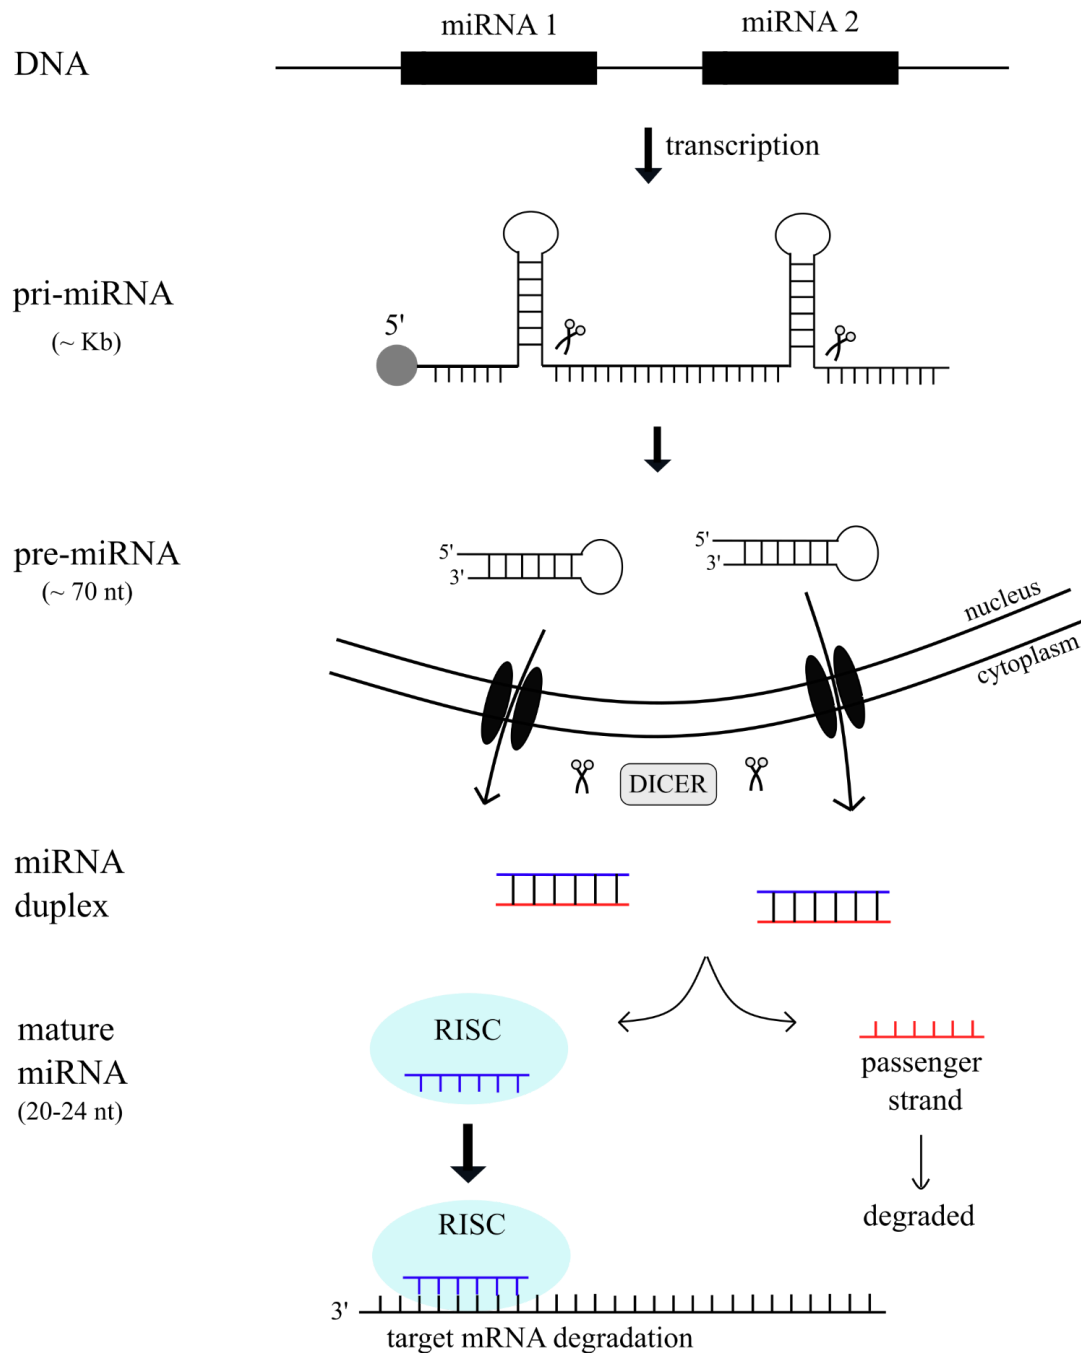 miRNA 1
miRNA 2
DNA
transcription
pri-miRNA
(~ Kb)
5'
pre-miRNA
(~ 70 nt)
5'
3'
5'
3'
nucleus
cytoplasm
DICER
miRNA
duplex
mature
miRNA
(20-24 nt)
RISC
passenger
strand
degraded
RISC
3'
target mRNA degradation